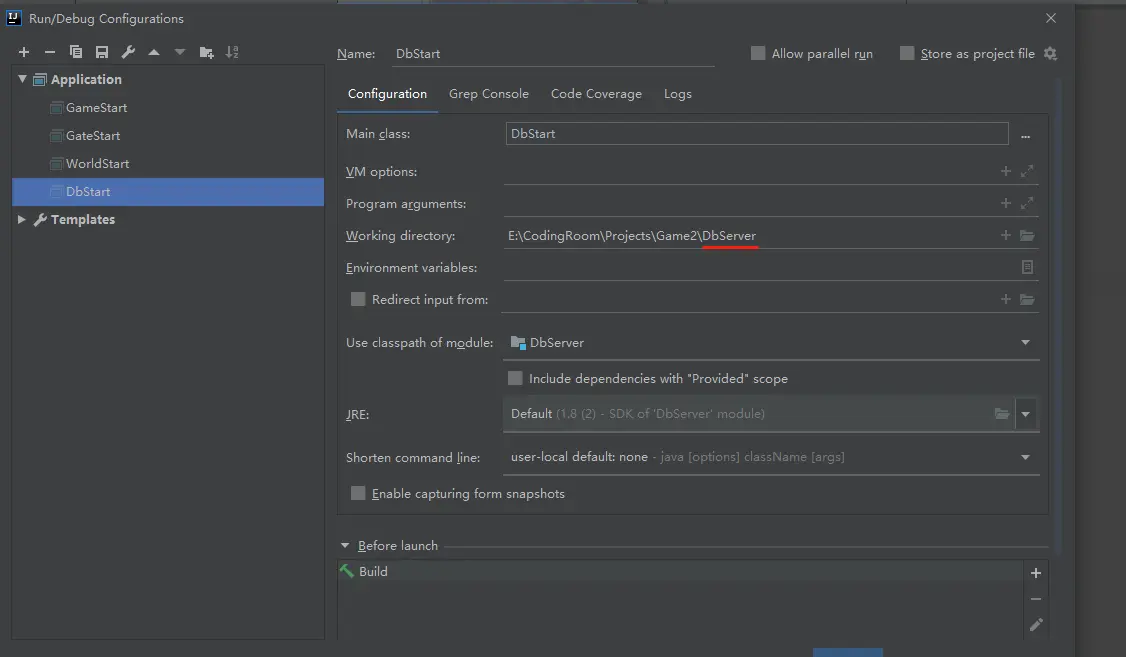 Run/Debug Configurations
Name: DbStart
Allow parallel run
Store as project file
Application
GameStart
GateStart
WorldStart
DbStart
Templates
Configuration Grep Console Code Coverage Logs
Main class: DbStart ...
VM options:
Program arguments:
Working directory: E:\CodingRoom\Projects\Game2\DbServer
Environment variables:
Redirect input from:
Use classpath of module: DbServer
Include dependencies with "Provided" scope
JRE: Default (1.8 (2) - SDK of 'DbServer' module)
Shorten command line: user-local default: none - java [options] className [args]
Enable capturing form snapshots
Before launch
Build